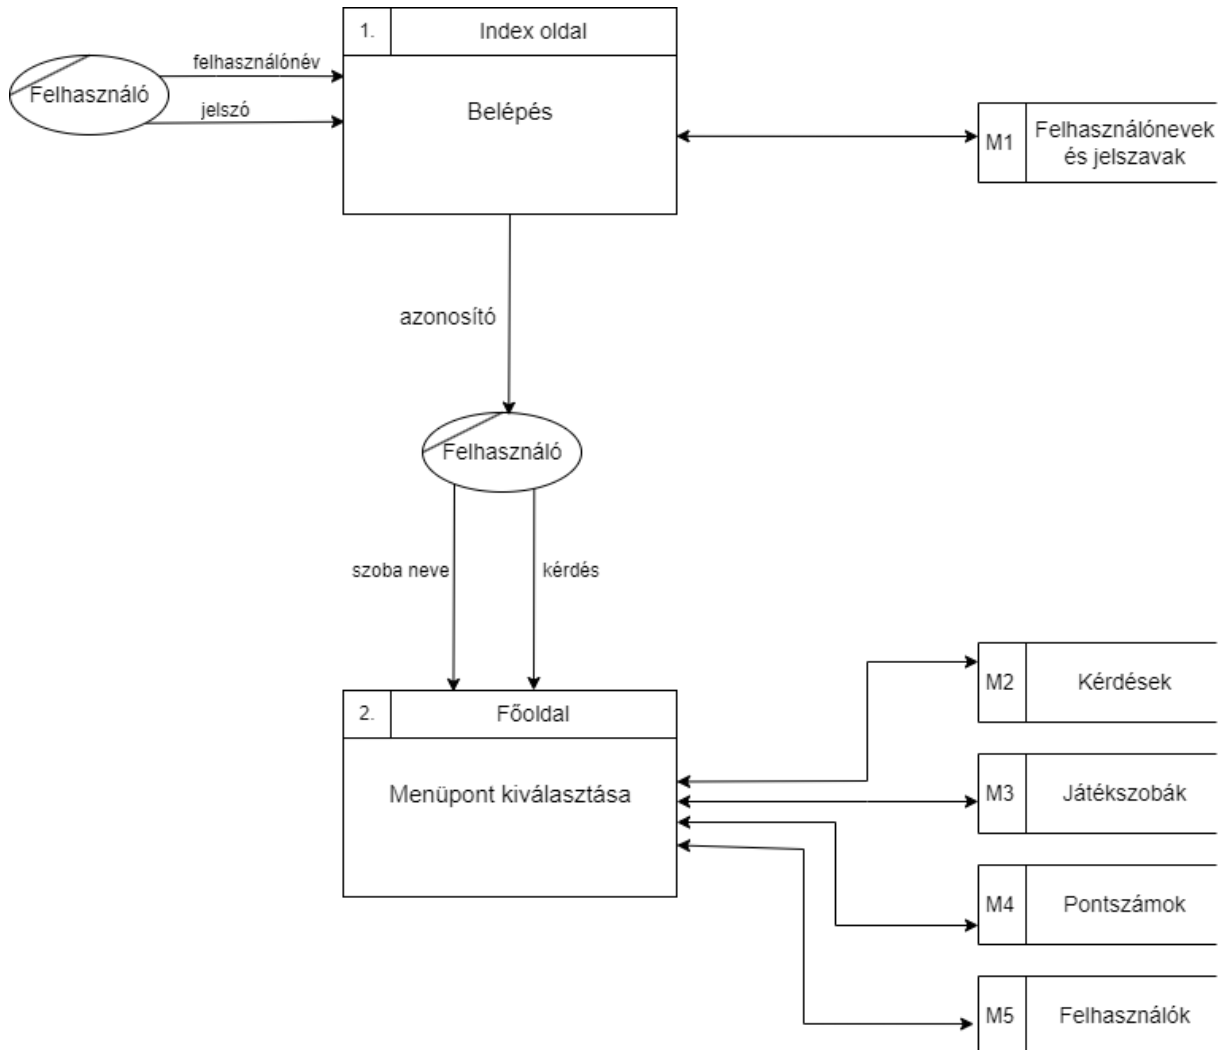 1.
Index oldal
felhasználónév
Felhasználó
jelszó
Belépés
M1
Felhasználónevek
és jelszavak
azonosító
Felhasználó
szoba neve
kérdés
2.
Főoldal
Menüpont kiválasztása
M2
Kérdések
M3
Játékszobák
M4
Pontszámok
M5
Felhasználók